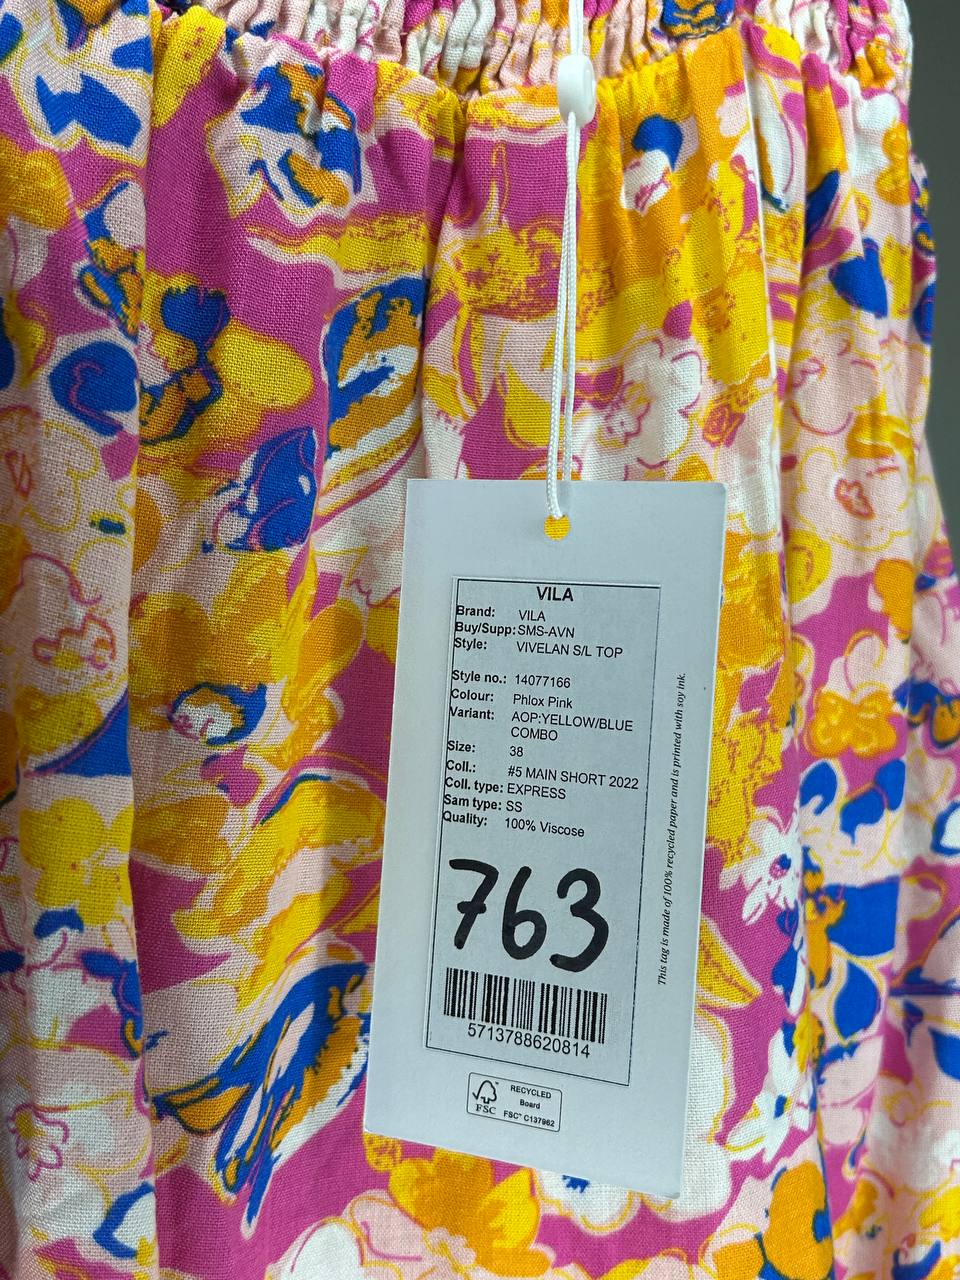 VILA
Brand: VILA
Buy/Supp: SMS-AVN
Style: VIVELAN S/L TOP
Style no.: 14077166
Colour: Phlox Pink
Variant: AOP:YELLOW/BLUE
COMBO
Size: 38
Coll.: #5 MAIN SHORT 2022
Coll. type: EXPRESS
Sam type: SS
Quality: 100% Viscose
763
5713788620814
RECYCLED
Board
FSC FSC® C137962
This tag is made of 100% recycled paper and is printed with soy ink.